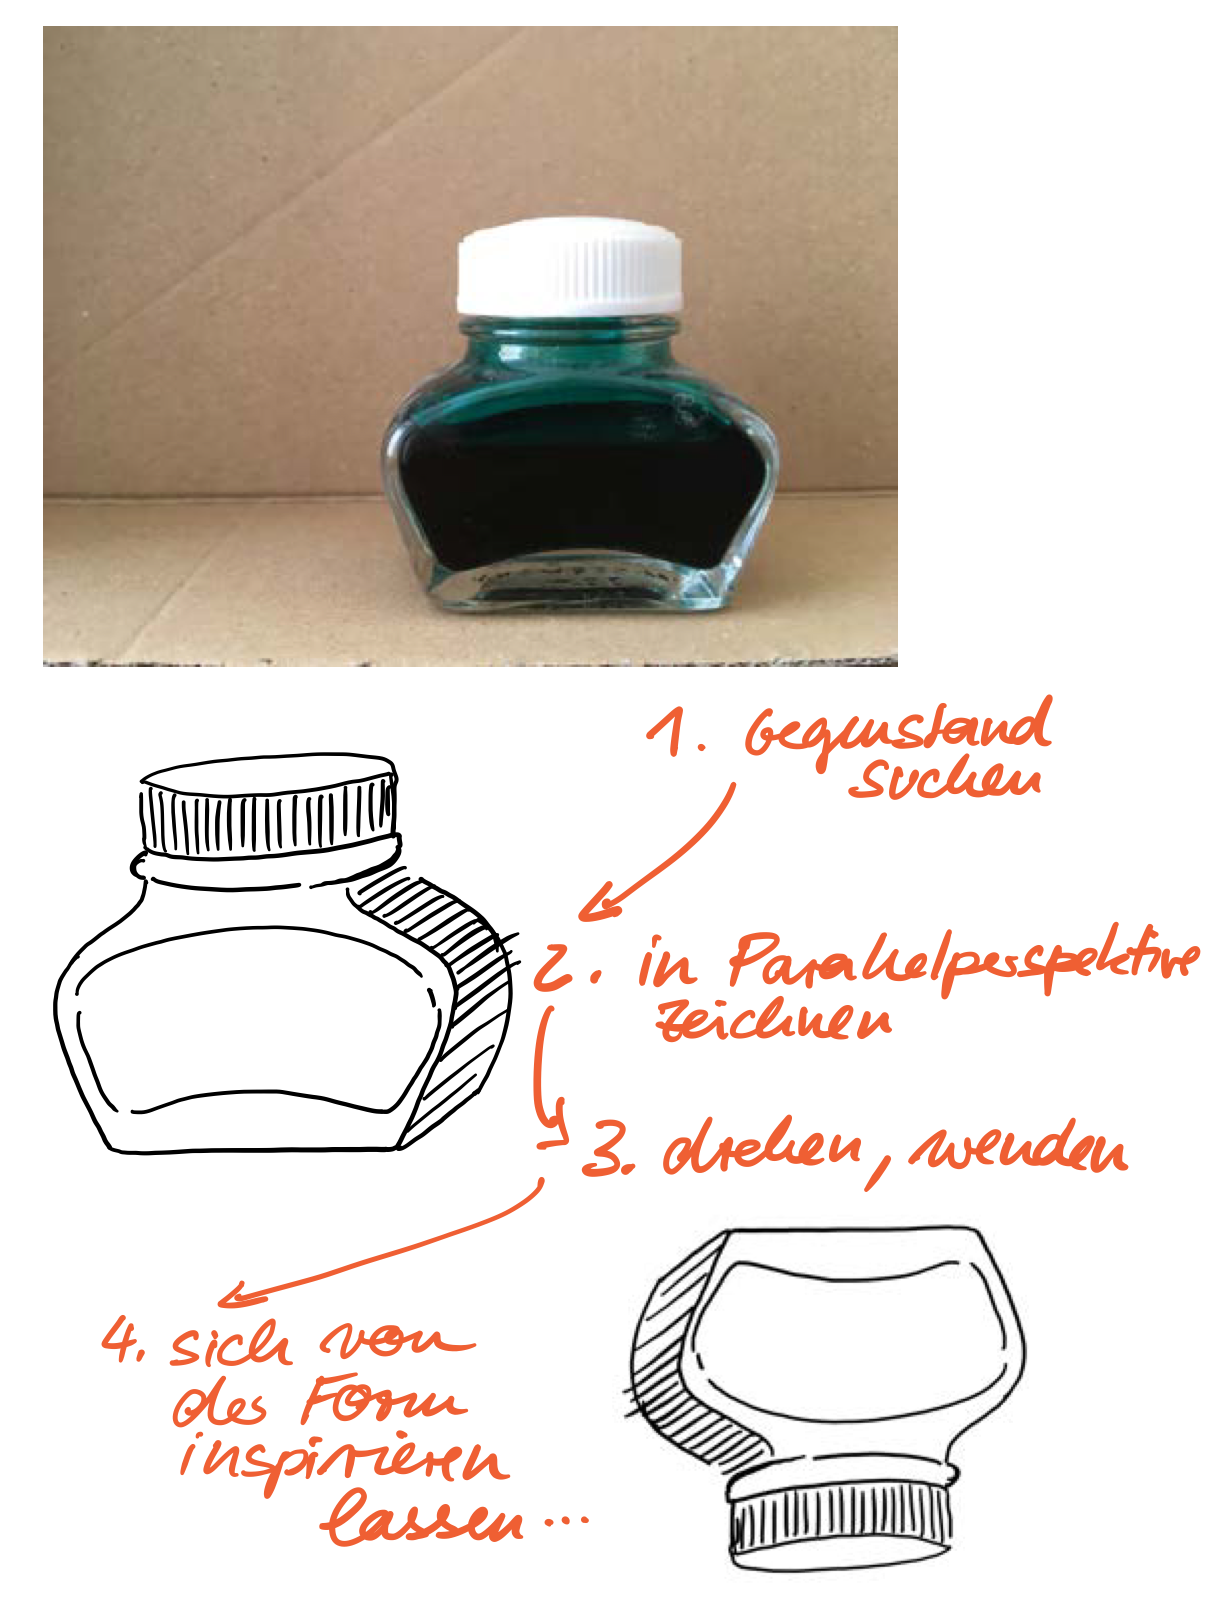 1. Gegenstand
suchen
2. in Parallelperspektive
zeichnen
3. drehen, wenden
4. sich von
der Form
inspirieren
lassen...